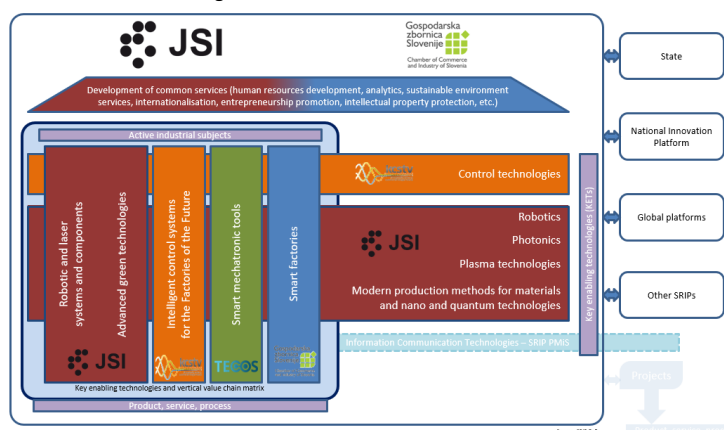 JSI
Gospodarska
zbornica
Slovenije
Chamber of Commerce
and Industry of Slovenia
State
Development of common services (human resources development, analytics, sustainable environment
services, internationalisation, entrepreneurship promotion, intellectual property protection, etc.)
Active industrial subjects
National Innovation
Platform
Control technologies
Robotic and laser
systems and components
Advanced green technologies
Intelligent control systems
for the Factories of the Future
Smart mechatronic tools
Smart factories
Key enabling technologies (KETs)
Robotics
JSI
Photonics
Plasma technologies
Modern production methods for materials
and nano and quantum technologies
Global platforms
Other SRIPs
Information Communication Technologies – SRIP PMiS
JSI
TECOS
Key enabling technologies and vertical value chain matrix
Product, service, process
Projects